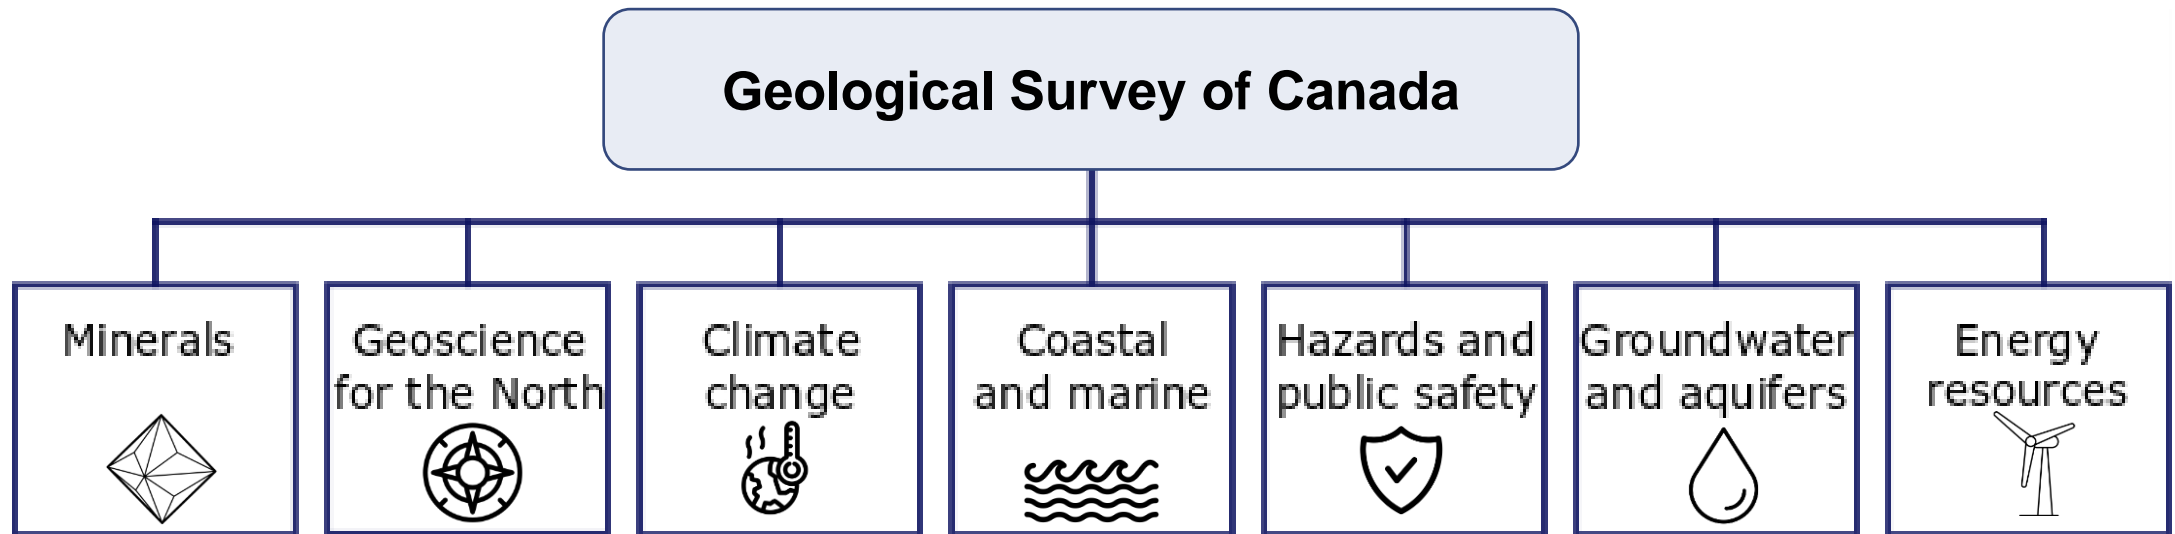 Geological Survey of Canada
Minerals
Geoscience
for the North
Climate
change
Coastal
and marine
Hazards and
public safety
Groundwater
and aquifers
Energy
resources